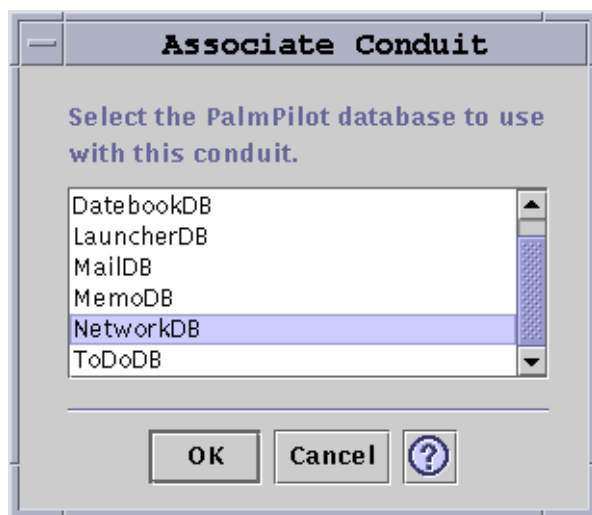 Associate Conduit
Select the PalmPilot database to use
with this conduit.
DatebookDB
LauncherDB
MailDB
MemoDB
NetworkDB
ToDoDB
OK Cancel ?